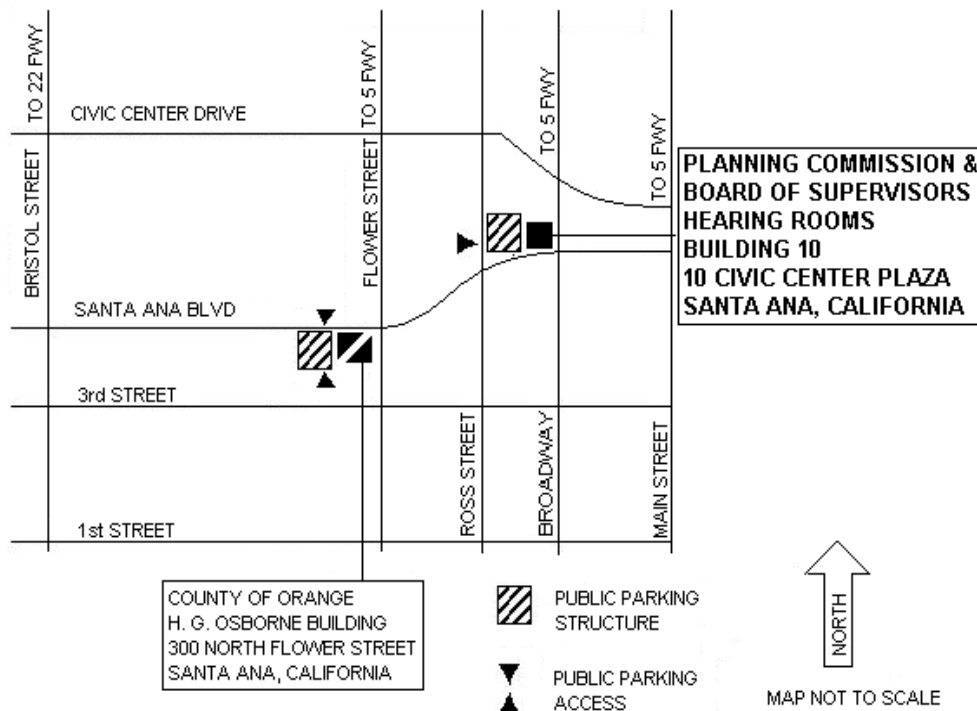 TO 22 FWY
TO 5 FWY
TO 5 FWY
TO 5 FWY
CIVIC CENTER DRIVE
BRISTOL STREET
FLOWER STREET
PLANNING COMMISSION &
BOARD OF SUPERVISORS
HEARING ROOMS
BUILDING 10
10 CIVIC CENTER PLAZA
SANTA ANA, CALIFORNIA
SANTA ANA BLVD
3rd STREET
ROSS STREET
BROADWAY
MAIN STREET
1st STREET
COUNTY OF ORANGE
H. G. OSBORNE BUILDING
300 NORTH FLOWER STREET
SANTA ANA, CALIFORNIA
PUBLIC PARKING
STRUCTURE
PUBLIC PARKING
ACCESS
NORTH
MAP NOT TO SCALE